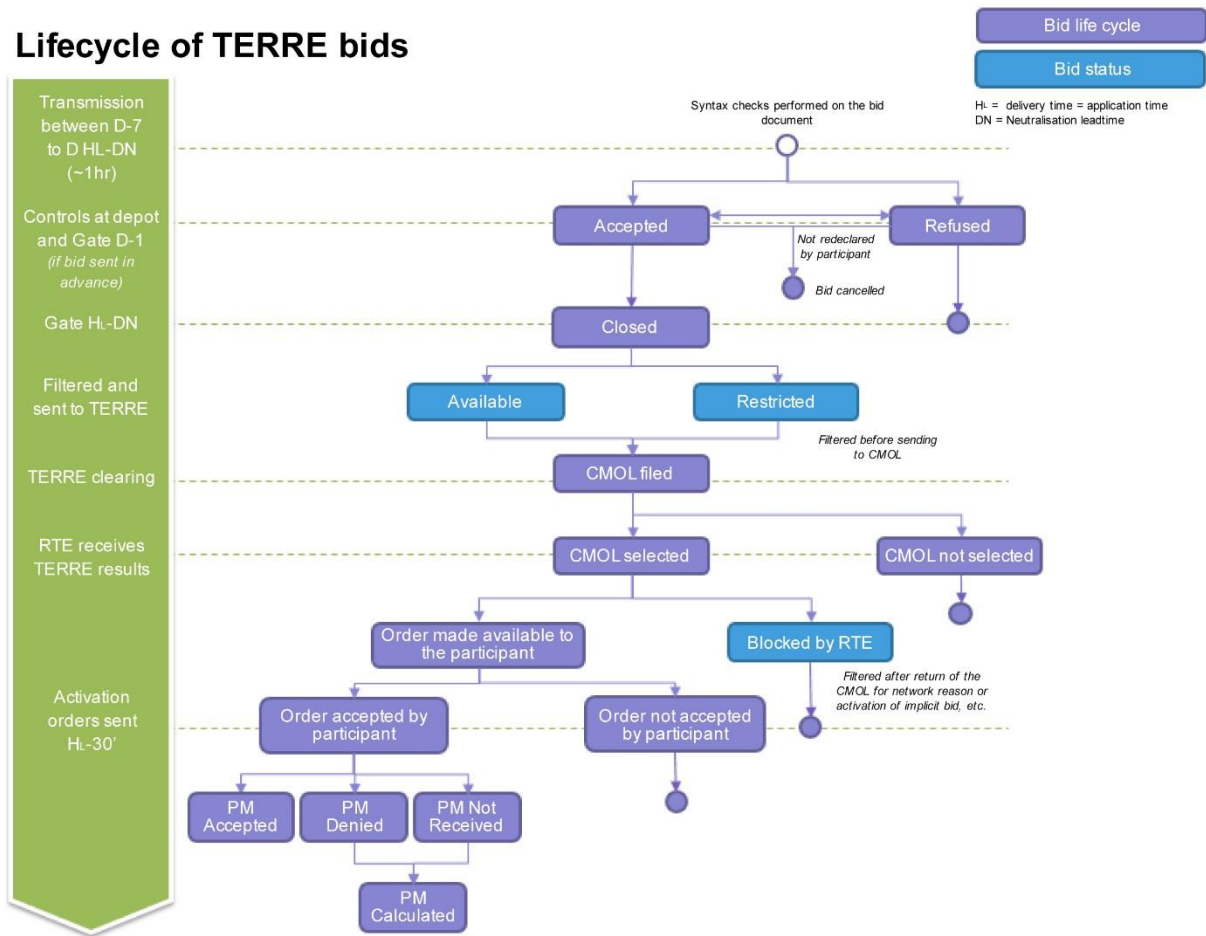 Lifecycle of TERRE bids
Bid life cycle
Bid status
HL = delivery time = application time
DN = Neutralisation leadtime
Transmission
between D-7
to D HL-DN
(~1hr)
Syntax checks performed on the bid
document
Controls at depot
and Gate D-1
(if bid sent in
advance)
Accepted
Refused
Not redeclared
by participant
Bid cancelled
Gate HL-DN
Closed
Filtered and
sent to TERRE
Available
Restricted
Filtered before sending
to CMOL
TERRE clearing
CMOL filed
RTE receives
TERRE results
CMOL selected
CMOL not selected
Order made available to
the participant
Blocked by RTE
Filtered after return of the
CMOL for network reason or
activation of implicit bid, etc.
Activation
orders sent
HL-30'
Order accepted by
participant
Order not accepted
by participant
PM
Accepted
PM
Denied
PM Not
Received
PM
Calculated